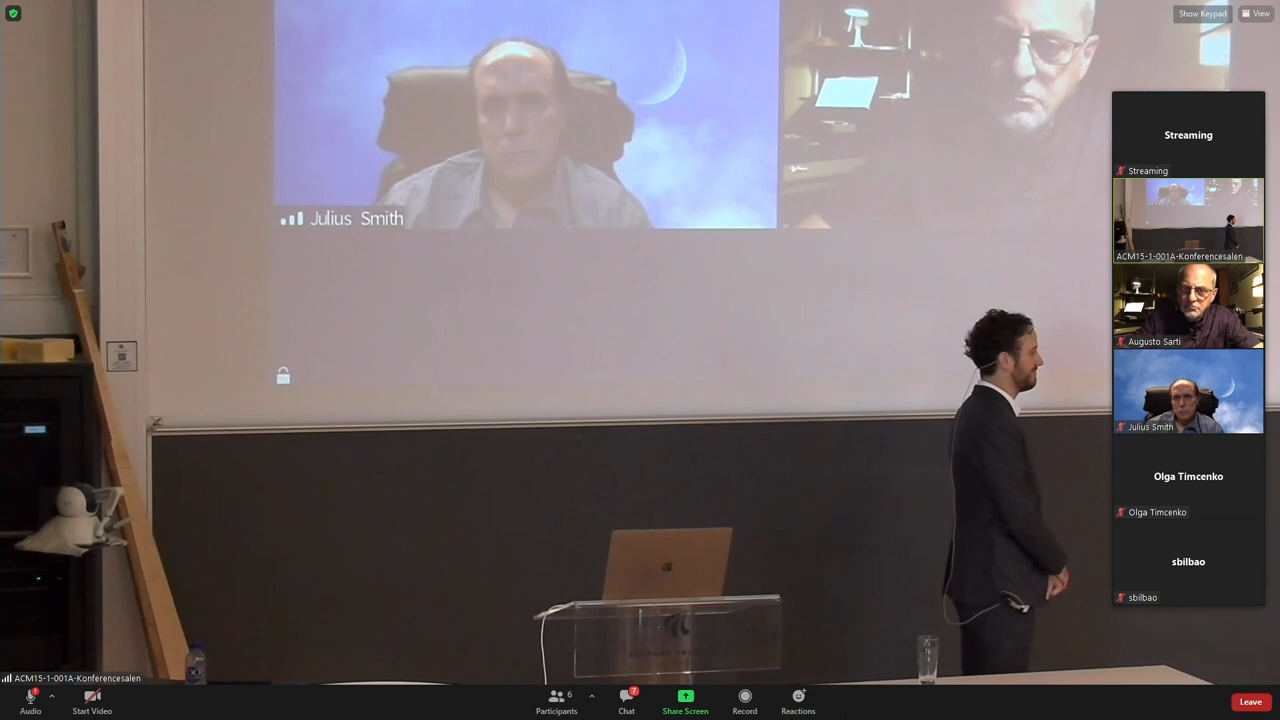 Show Keypad
View
Streaming
Streaming
ACM15-1-001A-Konferencesalen
Augusto Sarti
Julius Smith
Julius Smith
Olga Timcenko
Olga Timcenko
sbilbao
sbilbao
ACM15-1-001A-Konferencesalen
Audio
Start Video
6
Participants
7
Chat
Share Screen
Record
Reactions
Leave